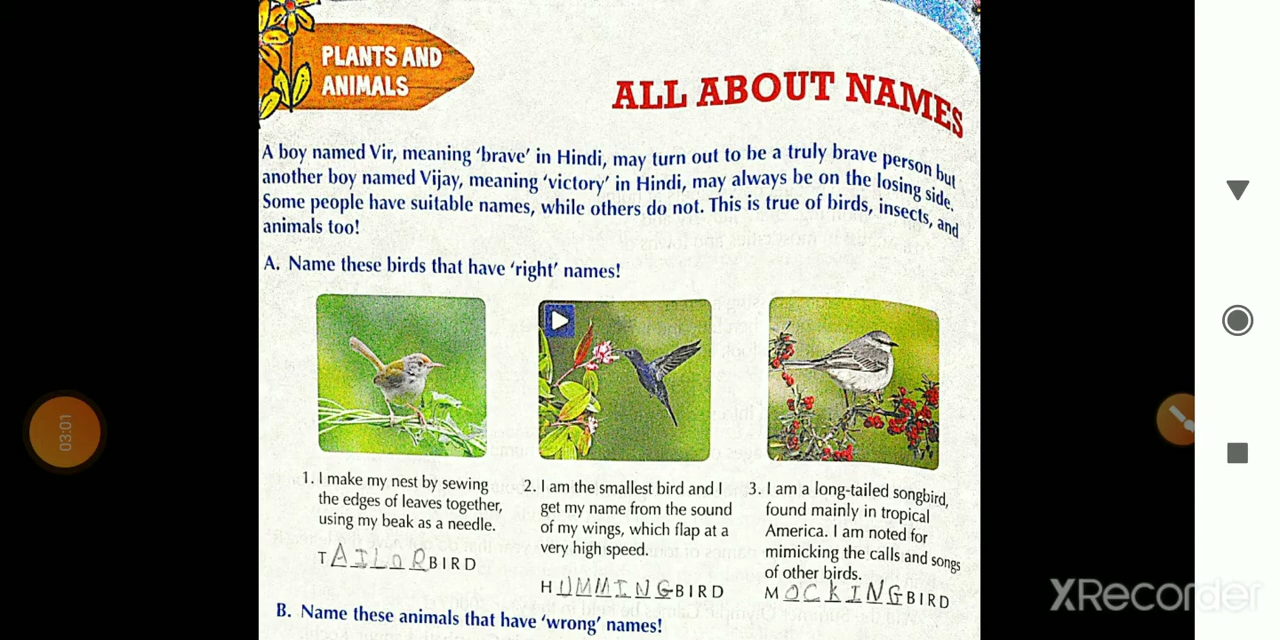 PLANTS AND
ANIMALS
ALL ABOUT NAMES
A boy named Vir, meaning ‘brave’ in Hindi, may turn out to be a truly brave person but
another boy named Vijay, meaning ‘victory’ in Hindi, may always be on the losing side.
Some people have suitable names, while others do not. This is true of birds, insects, and
animals too!
A. Name these birds that have ‘right’ names!
1. I make my nest by sewing
the edges of leaves together,
using my beak as a needle.
TAILORBIRD
2. I am the smallest bird and I
get my name from the sound
of my wings, which flap at a
very high speed.
HUMMINGBIRD
3. I am a long-tailed songbird,
found mainly in tropical
America. I am noted for
mimicking the calls and songs
of other birds.
MOCKINGBIRD
B. Name these animals that have ‘wrong’ names!
03:01
XRecorder